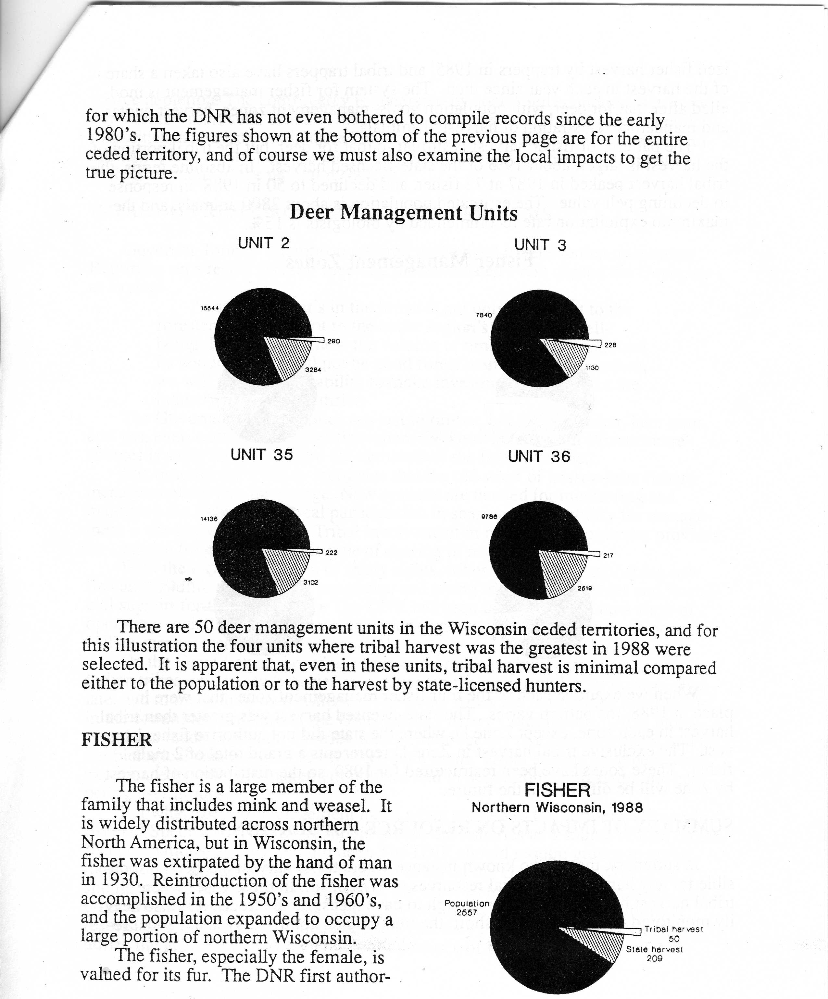 for which the DNR has not even bothered to compile records since the early
1980's. The figures shown at the bottom of the previous page are for the entire
ceded territory, and of course we must also examine the local impacts to get the
true picture.
Deer Management Units
UNIT 2
UNIT 3
290
3284
7840
228
1130
UNIT 35
UNIT 36
14136
222
3102
9786
217
2619
There are 50 deer management units in the Wisconsin ceded territories, and for
this illustration the four units where tribal harvest was the greatest in 1988 were
selected. It is apparent that, even in these units, tribal harvest is minimal compared
either to the population or to the harvest by state-licensed hunters.
FISHER
The fisher is a large member of the
family that includes mink and weasel. It
is widely distributed across northern
North America, but in Wisconsin, the
fisher was extirpated by the hand of man
in 1930. Reintroduction of the fisher was
accomplished in the 1950's and 1960's,
and the population expanded to occupy a
large portion of northern Wisconsin.
The fisher, especially the female, is
valued for its fur. The DNR first author-
FISHER
Northern Wisconsin, 1988
Population
2557
Tribal harvest
50
State harvest
209